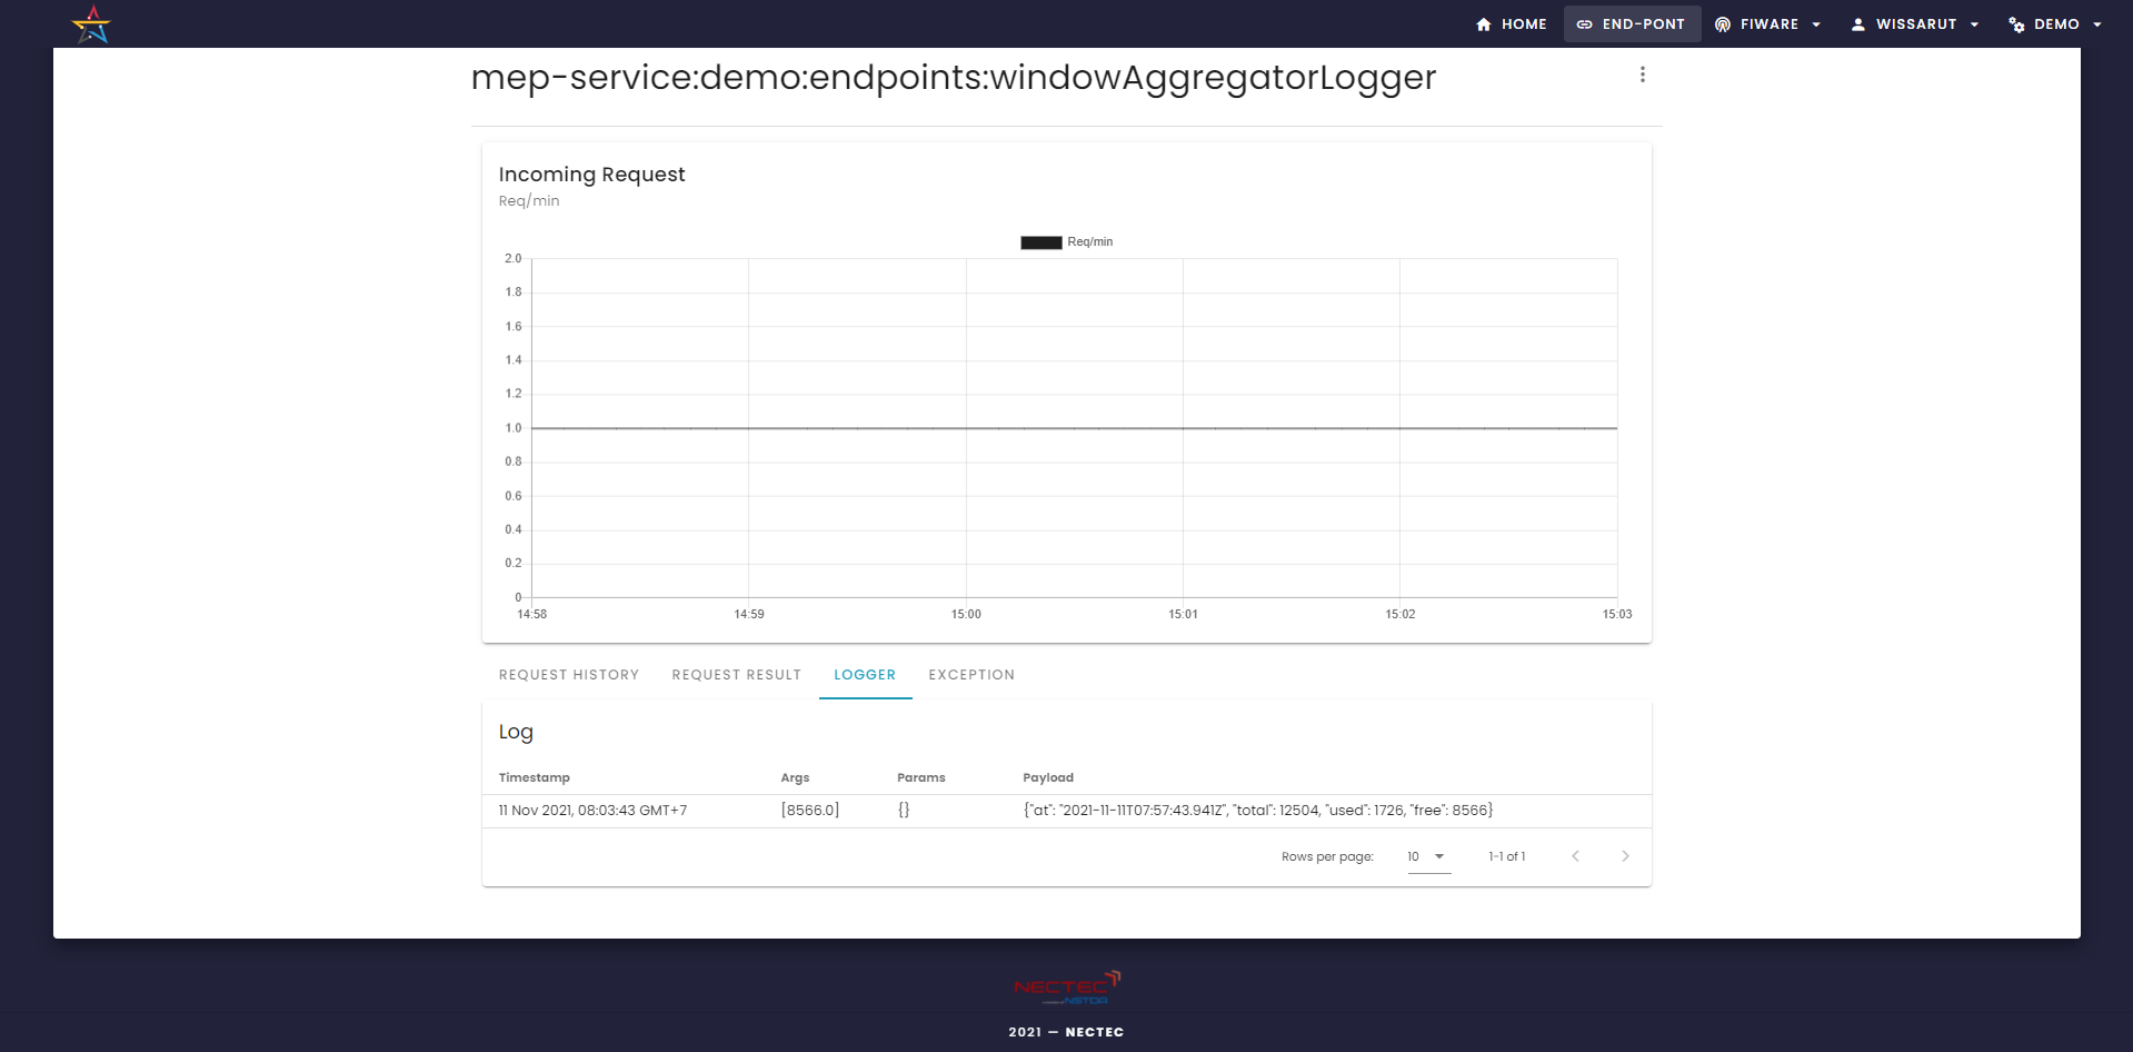 HOME END-PONT FIWARE WISSARUT DEMO
mep-service:demo:endpoints:windowAggregatorLogger
Incoming Request
Req/min
Req/min
2.0
1.8
1.6
1.4
1.2
1.0
0.8
0.6
0.4
0.2
0
14:58 14:59 15:00 15:01 15:02 15:03
REQUEST HISTORY REQUEST RESULT LOGGER EXCEPTION
Log
Timestamp Args Params Payload
11 Nov 2021, 08:03:43 GMT+7 [8566.0] {} {"at": "2021-11-11T07:57:43.941Z", "total": 12504, "used": 1726, "free": 8566}
Rows per page: 10 1-1 of 1
NECTEC
NSTDA
2021 — NECTEC